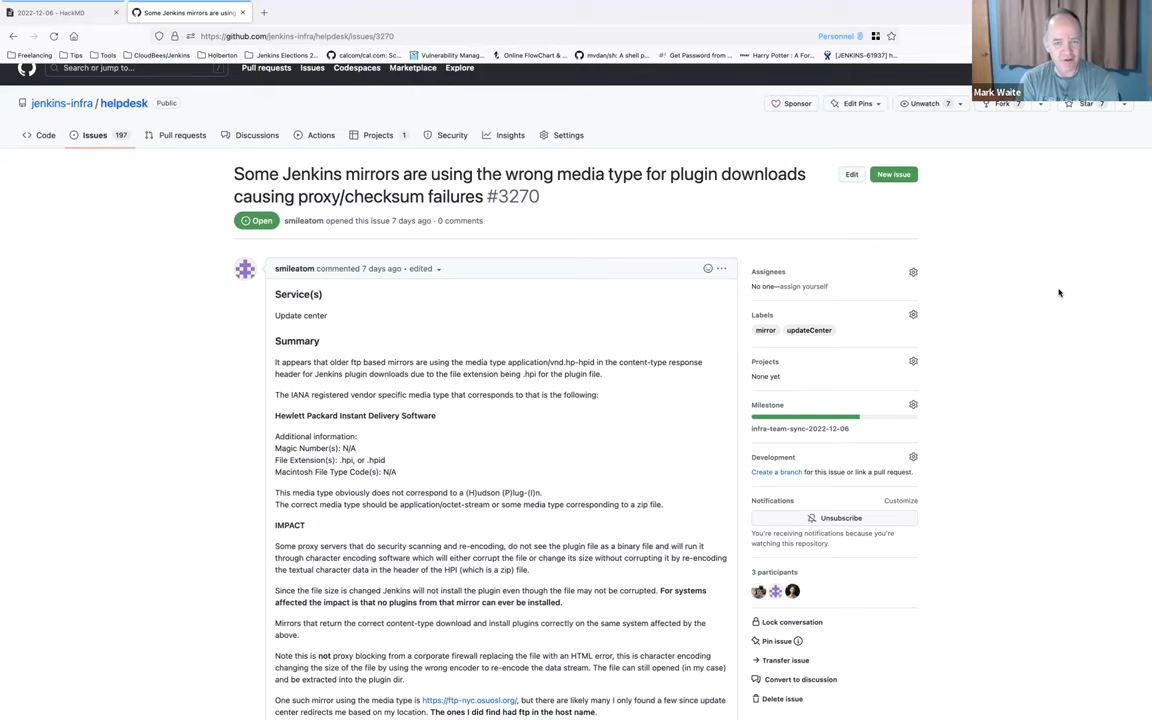 2022-12-06 - HackMD
Some Jenkins mirrors are using
https://github.com/jenkins-infra/helpdesk/issues/3270
Personnel
Freelancing Tips Tools CloudBees/Jenkins Holberton Jenkins Elections 2... calcom/cal.com: Sc... Vulnerability Manag... Online FlowChart & ... mvdan/sh: A shell p... Get Password from ... Harry Potter : A For... [JENKINS-61937] h...
Search or jump to... / Pull requests Issues Codespaces Marketplace Explore
Mark Waite
jenkins-infra / helpdesk Public
Sponsor Edit Pins Unwatch 7 Fork 7 Star 7
Code Issues 197 Pull requests Discussions Actions Projects 1 Security Insights Settings
Some Jenkins mirrors are using the wrong media type for plugin downloads
causing proxy/checksum failures #3270
Edit New issue
Open smileatom opened this issue 7 days ago · 0 comments
smileatom commented 7 days ago • edited
Service(s)
Update center
Summary
It appears that older ftp based mirrors are using the media type application/vnd.hp-hpid in the content-type response
header for Jenkins plugin downloads due to the file extension being .hpi for the plugin file.
The IANA registered vendor specific media type that corresponds to that is the following:
Hewlett Packard Instant Delivery Software
Additional information:
Magic Number(s): N/A
File Extension(s): .hpi, or .hpid
Macintosh File Type Code(s): N/A
This media type obviously does not correspond to a (H)udson (P)lug-(I)n.
The correct media type should be application/octet-stream or some media type corresponding to a zip file.
IMPACT
Some proxy servers that do security scanning and re-encoding, do not see the plugin file as a binary file and will run it
through character encoding software which will either corrupt the file or change its size without corrupting it by re-encoding
the textual character data in the header of the HPI (which is a zip) file.
Since the file size is changed Jenkins will not install the plugin even though the file may not be corrupted. For systems
affected the impact is that no plugins from that mirror can ever be installed.
Mirrors that return the correct content-type download and install plugins correctly on the same system affected by the
above.
Note this is not proxy blocking from a corporate firewall replacing the file with an HTML error, this is character encoding
changing the size of the file by using the wrong encoder to re-encode the data stream. The file can still opened (in my case)
and be extracted into the plugin dir.
One such mirror using the media type is https://ftp-nyc.osuosl.org/, but there are likely many I only found a few since update
center redirects me based on my location. The ones I did find had ftp in the host name.
Assignees
No one—assign yourself
Labels
mirror updateCenter
Projects
None yet
Milestone
infra-team-sync-2022-12-06
Development
Create a branch for this issue or link a pull request.
Notifications Customize
Unsubscribe
You're receiving notifications because you're
watching this repository.
3 participants
Lock conversation
Pin issue
Transfer issue
Convert to discussion
Delete issue